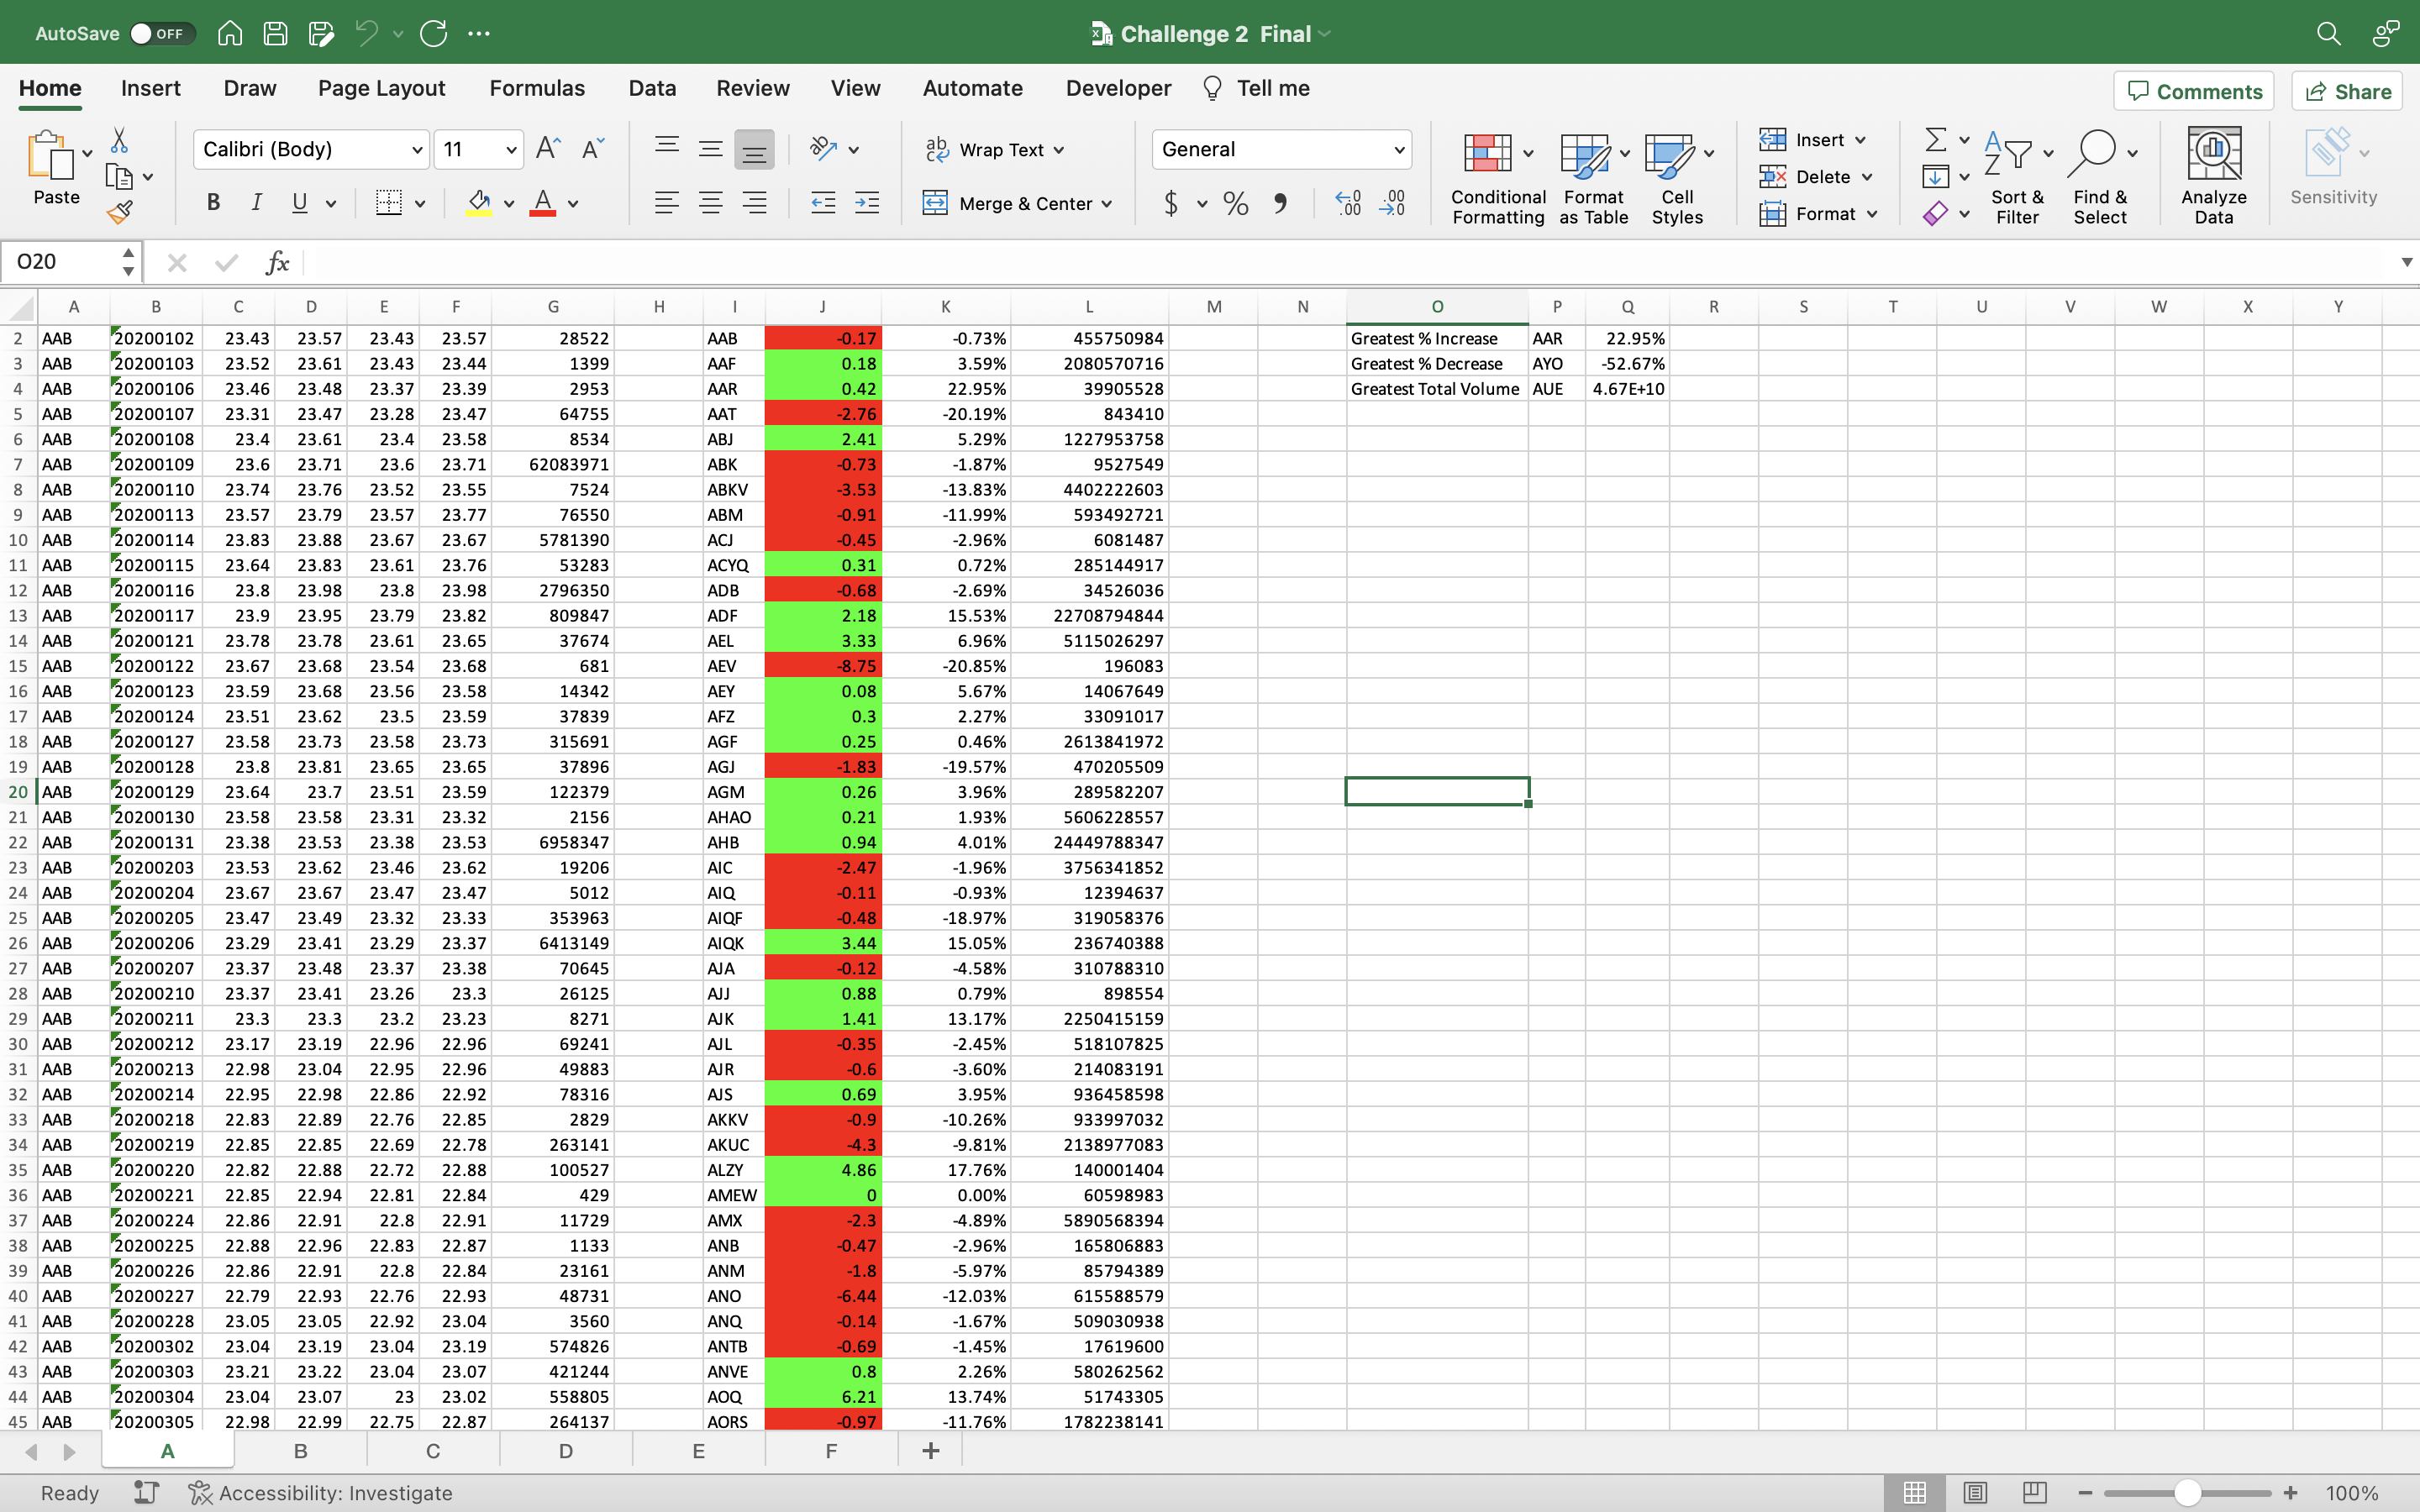 AutoSave OFF Challenge 2 Final
Home Insert Draw Page Layout Formulas Data Review View Automate Developer Tell me Comments Share
Paste Calibri (Body) 11 A A Wrap Text General Insert Delete Format
B I U A Merge & Center $ % Conditional Formatting Format as Table Cell Styles Sort & Filter Find & Select Analyze Data Sensitivity
O20 fx
A B C D E F G H I J K L M N O P Q R S T U V W X Y
2 AAB 20200102 23.43 23.57 23.43 23.57 28522 AAB -0.17 -0.73% 455750984 Greatest % Increase AAR 22.95%
3 AAB 20200103 23.52 23.61 23.43 23.44 1399 AAF 0.18 3.59% 2080570716 Greatest % Decrease AYO -52.67%
4 AAB 20200106 23.46 23.48 23.37 23.39 2953 AAR 0.42 22.95% 39905528 Greatest Total Volume AUE 4.67E+10
5 AAB 20200107 23.31 23.47 23.28 23.47 64755 AAT -2.76 -20.19% 843410
6 AAB 20200108 23.4 23.61 23.4 23.58 8534 ABJ 2.41 5.29% 1227953758
7 AAB 20200109 23.6 23.71 23.6 23.71 62083971 ABK -0.73 -1.87% 9527549
8 AAB 20200110 23.74 23.76 23.52 23.55 7524 ABKV -3.53 -13.83% 4402222603
9 AAB 20200113 23.57 23.79 23.57 23.77 76550 ABM -0.91 -11.99% 593492721
10 AAB 20200114 23.83 23.88 23.67 23.67 5781390 ACJ -0.45 -2.96% 6081487
11 AAB 20200115 23.64 23.83 23.61 23.76 53283 ACYQ 0.31 0.72% 285144917
12 AAB 20200116 23.8 23.98 23.8 23.98 2796350 ADB -0.68 -2.69% 34526036
13 AAB 20200117 23.9 23.95 23.79 23.82 809847 ADF 2.18 15.53% 22708794844
14 AAB 20200121 23.78 23.78 23.61 23.65 37674 AEL 3.33 6.96% 5115026297
15 AAB 20200122 23.67 23.68 23.54 23.68 681 AEV -8.75 -20.85% 196083
16 AAB 20200123 23.59 23.68 23.56 23.58 14342 AEY 0.08 5.67% 14067649
17 AAB 20200124 23.51 23.62 23.5 23.59 37839 AFZ 0.3 2.27% 33091017
18 AAB 20200127 23.58 23.73 23.58 23.73 315691 AGF 0.25 0.46% 2613841972
19 AAB 20200128 23.8 23.81 23.65 23.65 37896 AGJ -1.83 -19.57% 470205509
20 AAB 20200129 23.64 23.7 23.51 23.59 122379 AGM 0.26 3.96% 289582207
21 AAB 20200130 23.58 23.58 23.31 23.32 2156 AHAO 0.21 1.93% 5606228557
22 AAB 20200131 23.38 23.53 23.38 23.53 6958347 AHB 0.94 4.01% 24449788347
23 AAB 20200203 23.53 23.62 23.46 23.62 19206 AIC -2.47 -1.96% 3756341852
24 AAB 20200204 23.67 23.67 23.47 23.47 5012 AIQ -0.11 -0.93% 12394637
25 AAB 20200205 23.47 23.49 23.32 23.33 353963 AIQF -0.48 -18.97% 319058376
26 AAB 20200206 23.29 23.41 23.29 23.37 6413149 AIQK 3.44 15.05% 236740388
27 AAB 20200207 23.37 23.48 23.37 23.38 70645 AJA -0.12 -4.58% 310788310
28 AAB 20200210 23.37 23.41 23.26 23.3 26125 AJJ 0.88 0.79% 898554
29 AAB 20200211 23.3 23.3 23.2 23.23 8271 AJK 1.41 13.17% 2250415159
30 AAB 20200212 23.17 23.19 22.96 22.96 69241 AJL -0.35 -2.45% 518107825
31 AAB 20200213 22.98 23.04 22.95 22.96 49883 AJR -0.6 -3.60% 214083191
32 AAB 20200214 22.95 22.98 22.86 22.92 78316 AJS 0.69 3.95% 936458598
33 AAB 20200218 22.83 22.89 22.76 22.85 2829 AKKV -0.9 -10.26% 933997032
34 AAB 20200219 22.85 22.85 22.69 22.78 263141 AKUC -4.3 -9.81% 2138977083
35 AAB 20200220 22.82 22.88 22.72 22.88 100527 ALZY 4.86 17.76% 140001404
36 AAB 20200221 22.85 22.94 22.81 22.84 429 AMEW 0 0.00% 60598983
37 AAB 20200224 22.86 22.91 22.8 22.91 11729 AMX -2.3 -4.89% 5890568394
38 AAB 20200225 22.88 22.96 22.83 22.87 1133 ANB -0.47 -2.96% 165806883
39 AAB 20200226 22.86 22.91 22.8 22.84 23161 ANM -1.8 -5.97% 85794389
40 AAB 20200227 22.79 22.93 22.76 22.93 48731 ANO -6.44 -12.03% 615588579
41 AAB 20200228 23.05 23.05 22.92 23.04 3560 ANQ -0.14 -1.67% 509030938
42 AAB 20200302 23.04 23.19 23.04 23.19 574826 ANTB -0.69 -1.45% 17619600
43 AAB 20200303 23.21 23.22 23.04 23.07 421244 ANVE 0.8 2.26% 580262562
44 AAB 20200304 23.04 23.07 23 23.02 558805 AOQ 6.21 13.74% 51743305
45 AAB 20200305 22.98 22.99 22.75 22.87 264137 AORS -0.97 -11.76% 1782238141
A B C D E F +
Ready Accessibility: Investigate 100%